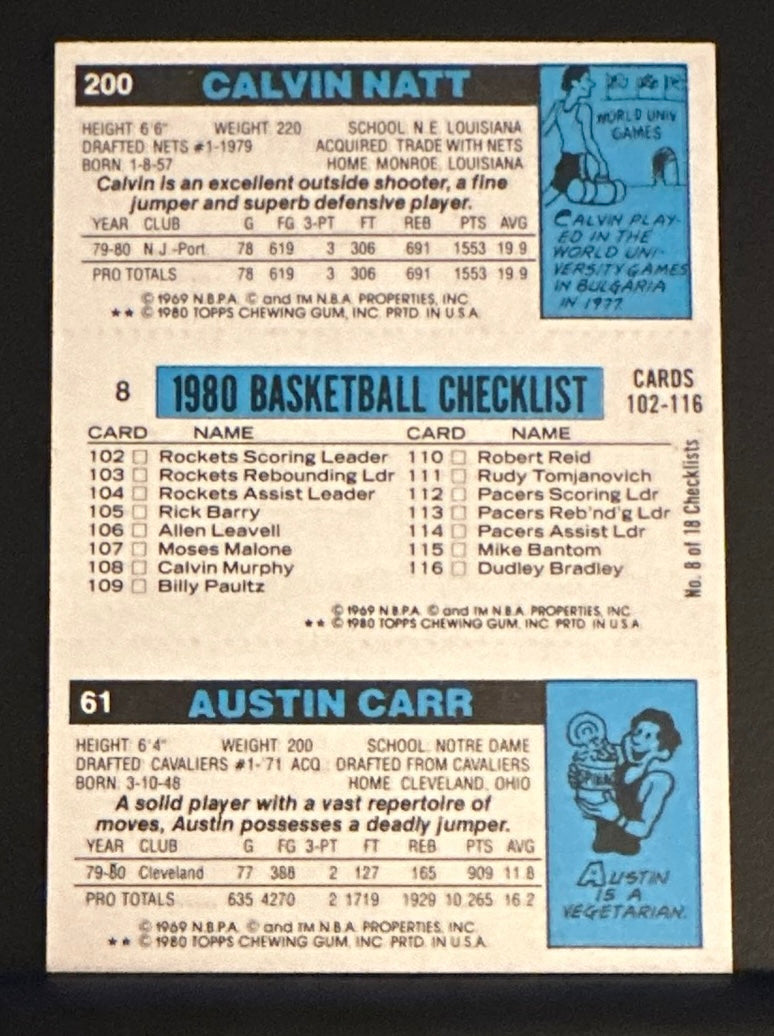 200 CALVIN NATT
HEIGHT: 6'6" WEIGHT: 220 SCHOOL: N.E. LOUISIANA
DRAFTED: NETS #1-1979 ACQUIRED: TRADE WITH NETS
BORN: 1-8-57 HOME: MONROE, LOUISIANA
Calvin is an excellent outside shooter, a fine
jumper and superb defensive player.
YEAR CLUB G FG 3-PT FT REB PTS AVG
79-80 N.J.-Port. 78 619 3 306 691 1553 19.9
PRO TOTALS 78 619 3 306 691 1553 19.9
© 1969 N.B.P.A. © and TM N.B.A. PROPERTIES, INC.
** © 1980 TOPPS CHEWING GUM, INC. PRTD. IN U.S.A.
WORLD UNIV
GAMES
CALVIN PLAY-
ED IN THE
WORLD UNI-
VERSITY GAMES
IN BULGARIA
IN 1977.
8 1980 BASKETBALL CHECKLIST CARDS
102-116
CARD NAME CARD NAME
102 □ Rockets Scoring Leader 110 □ Robert Reid
103 □ Rockets Rebounding Ldr 111 □ Rudy Tomjanovich
104 □ Rockets Assist Leader 112 □ Pacers Scoring Ldr
105 □ Rick Barry 113 □ Pacers Reb'nd'g Ldr
106 □ Allen Leavell 114 □ Pacers Assist Ldr
107 □ Moses Malone 115 □ Mike Bantom
108 □ Calvin Murphy 116 □ Dudley Bradley
109 □ Billy Paultz
No. 8 of 18 Checklists
© 1969 N.B.P.A. © and TM N.B.A. PROPERTIES, INC.
** © 1980 TOPPS CHEWING GUM, INC. PRTD. IN U.S.A.
61 AUSTIN CARR
HEIGHT: 6'4" WEIGHT: 200 SCHOOL: NOTRE DAME
DRAFTED: CAVALIERS #1-'71 ACQ.: DRAFTED FROM CAVALIERS
BORN: 3-10-48 HOME: CLEVELAND, OHIO
A solid player with a vast repertoire of
moves, Austin possesses a deadly jumper.
YEAR CLUB G FG 3-PT FT REB PTS AVG
79-80 Cleveland 77 388 2 127 165 909 11.8
PRO TOTALS 635 4270 2 1719 1929 10,265 16.2
© 1969 N.B.P.A. © and TM N.B.A. PROPERTIES, INC.
** © 1980 TOPPS CHEWING GUM, INC. PRTD. IN U.S.A.
AUSTIN
IS A
VEGETARIAN.